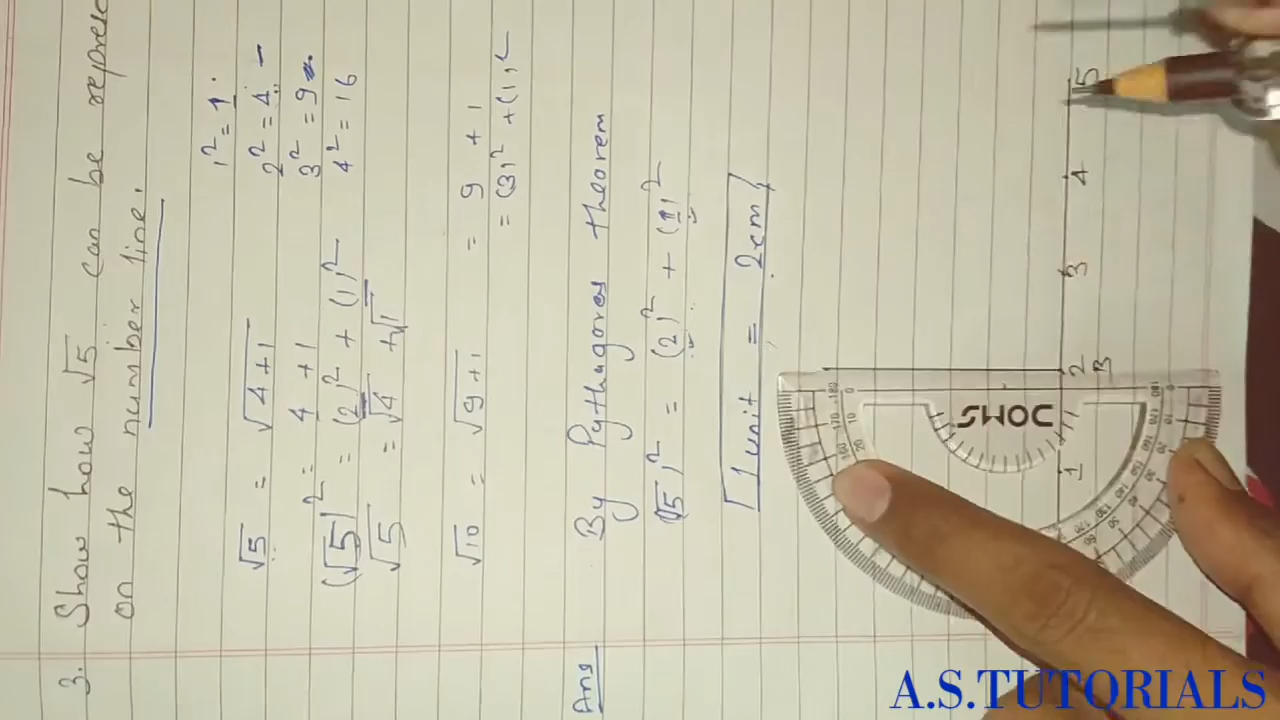 3. Show how √5 can be repres
on the number line.
1² = 1
√5 = √4+1 2² = 4
(√5)² = 4 + 1 3² = 9
= (2)² + (1)² 4² = 16
√5 = √4 + √1
√10 = √9+1 = 9 + 1
= (3)² + (1)²
Ans By Pythagores theorem
(√5)² = (2)² + (1)²
1 unit = 2cm
1 2 3 4 5
B
DOMS
A.S.TUTORIALS